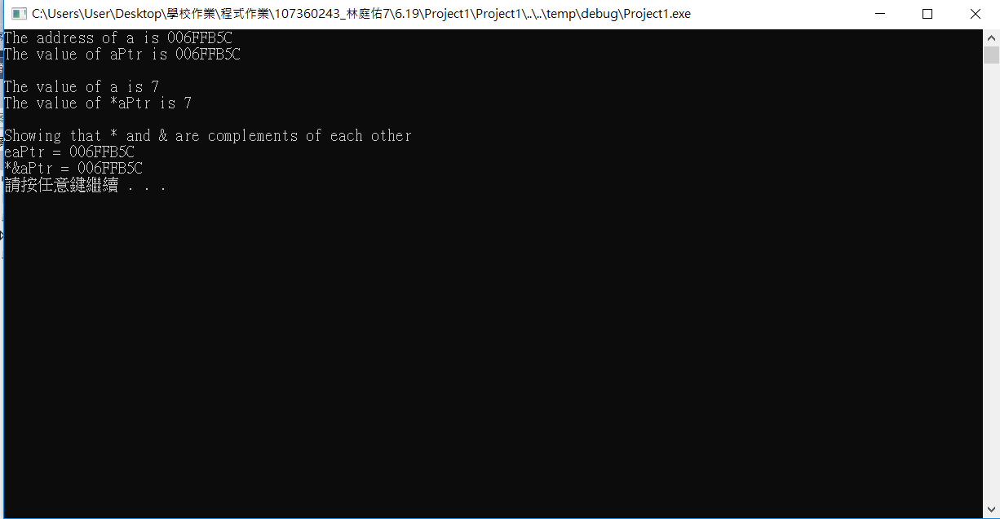 C:\Users\User\Desktop\學校作業\程式作業\107360243_林庭佑7\6.19\Project1\Project1\..\..\temp\debug\Project1.exe
The address of a is 006FFB5C
The value of aPtr is 006FFB5C
The value of a is 7
The value of *aPtr is 7
Showing that * and & are complements of each other
eaPtr = 006FFB5C
*&aPtr = 006FFB5C
請按任意鍵繼續 . . .